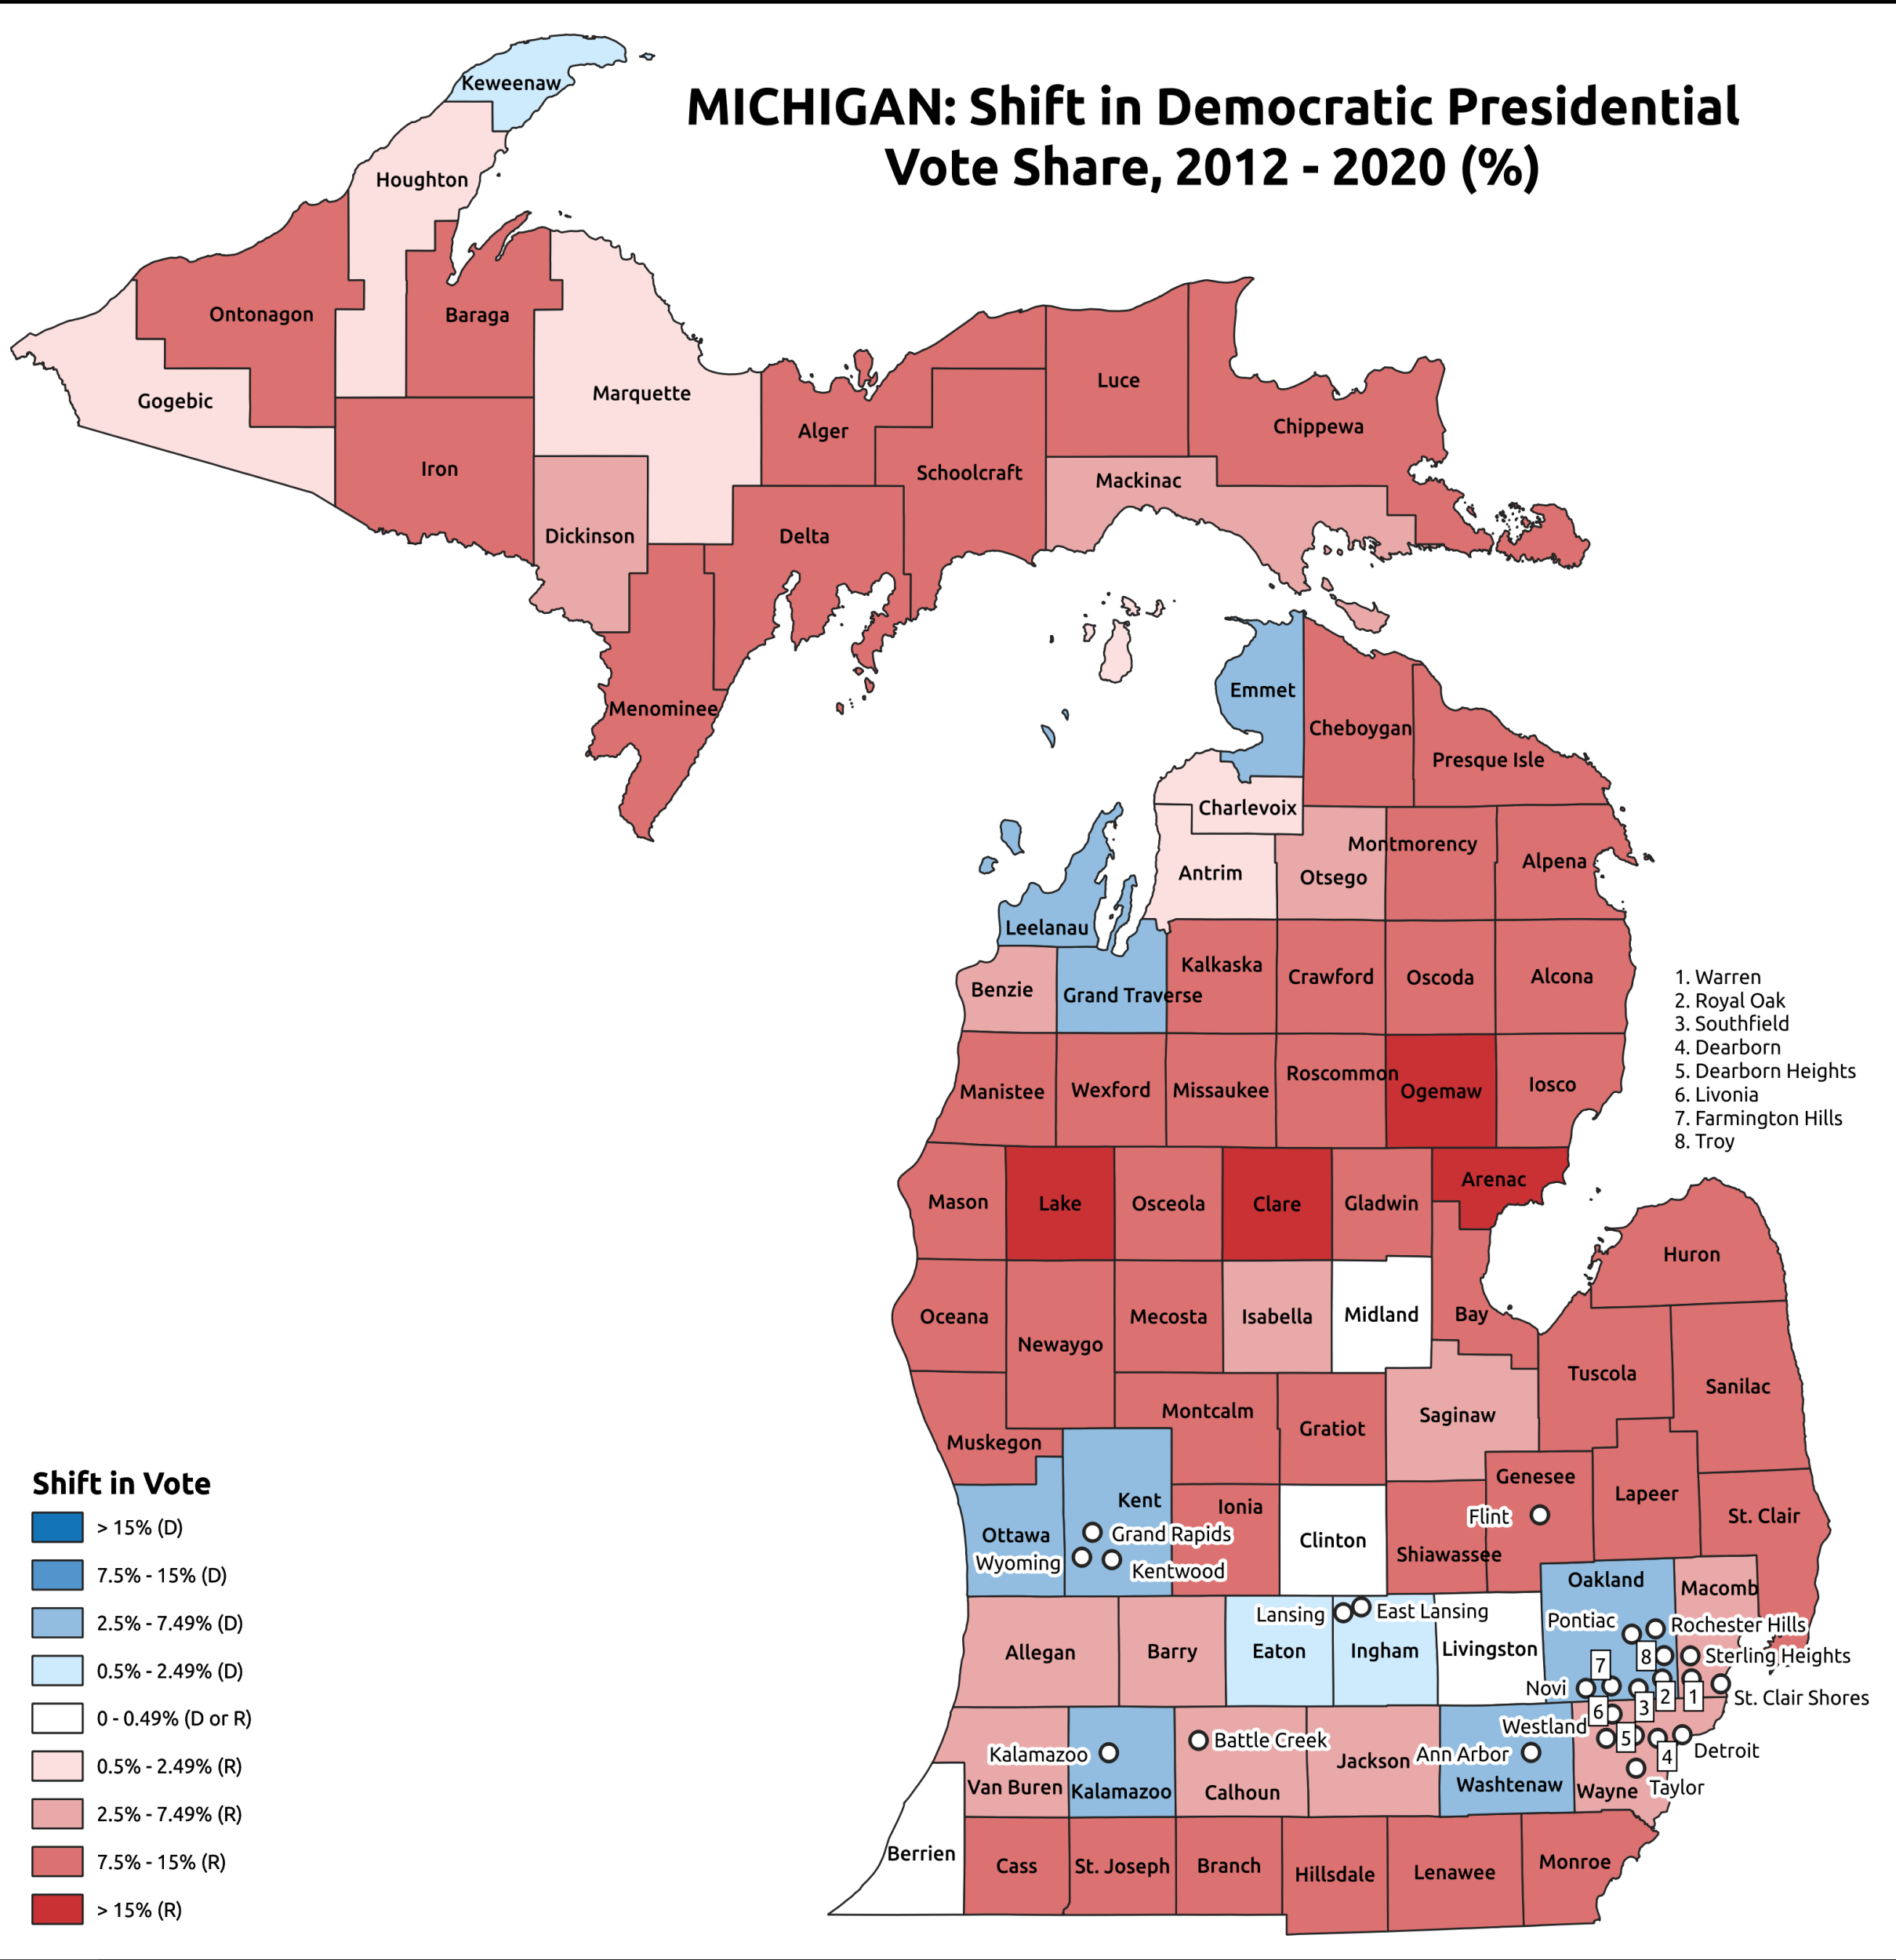 MICHIGAN: Shift in Democratic Presidential
Vote Share, 2012 - 2020 (%)
Keweenaw
Houghton
Ontonagon
Baraga
Gogebic
Marquette
Iron
Dickinson
Alger
Luce
Chippewa
Schoolcraft
Mackinac
Delta
Menominee
Emmet
Cheboygan
Presque Isle
Charlevoix
Antrim
Otsego
Montmorency
Alpena
Leelanau
Benzie
Grand Traverse
Kalkaska
Crawford
Oscoda
Alcona
1. Warren
2. Royal Oak
3. Southfield
4. Dearborn
5. Dearborn Heights
6. Livonia
7. Farmington Hills
8. Troy
Manistee
Wexford
Missaukee
Roscommon
Ogemaw
Iosco
Mason
Lake
Osceola
Clare
Gladwin
Arenac
Huron
Oceana
Newaygo
Mecosta
Isabella
Midland
Bay
Tuscola
Sanilac
Muskegon
Montcalm
Gratiot
Saginaw
Genesee
Flint
Lapeer
St. Clair
Kent
Grand Rapids
Ottawa
Wyoming
Kentwood
Ionia
Clinton
Shiawassee
Oakland
Macomb
Pontiac
Rochester Hills
Allegan
Barry
Eaton
Lansing
East Lansing
Ingham
Livingston
7
8
Sterling Heights
Novi
6
3
2
1
St. Clair Shores
Westland
5
4
Detroit
Taylor
Wayne
Kalamazoo
Van Buren
Kalamazoo
Battle Creek
Calhoun
Jackson
Ann Arbor
Washtenaw
Berrien
Cass
St. Joseph
Branch
Hillsdale
Lenawee
Monroe
Shift in Vote
> 15% (D)
7.5% - 15% (D)
2.5% - 7.49% (D)
0.5% - 2.49% (D)
0 - 0.49% (D or R)
0.5% - 2.49% (R)
2.5% - 7.49% (R)
7.5% - 15% (R)
> 15% (R)